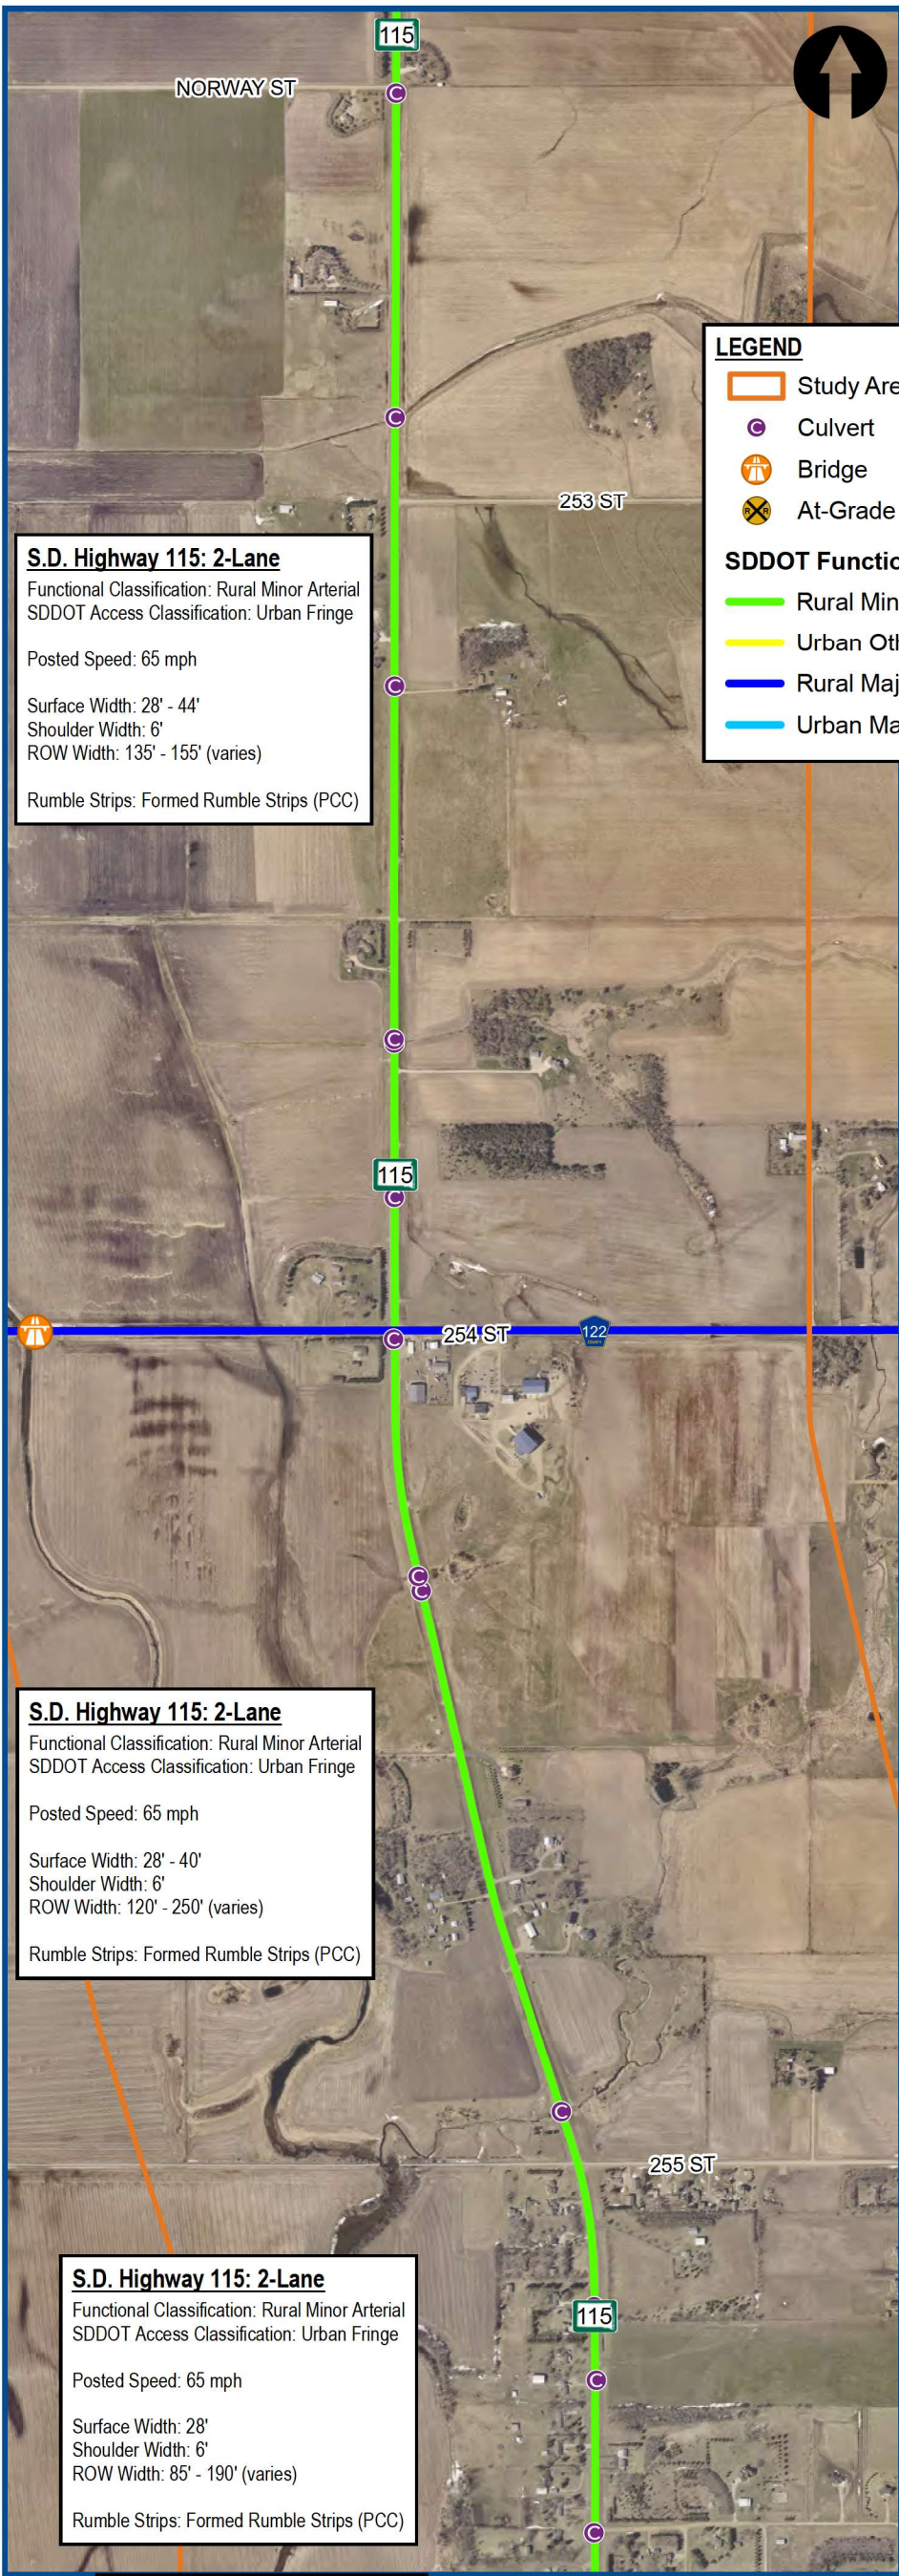 115
NORWAY ST
LEGEND
Study Are
C Culvert
Bridge
R R At-Grade
SDDOT Functio
Rural Min
Urban Oth
Rural Maj
Urban Ma
253 ST
S.D. Highway 115: 2-Lane
Functional Classification: Rural Minor Arterial
SDDOT Access Classification: Urban Fringe
Posted Speed: 65 mph
Surface Width: 28' - 44'
Shoulder Width: 6'
ROW Width: 135' - 155' (varies)
Rumble Strips: Formed Rumble Strips (PCC)
115
254 ST
122
S.D. Highway 115: 2-Lane
Functional Classification: Rural Minor Arterial
SDDOT Access Classification: Urban Fringe
Posted Speed: 65 mph
Surface Width: 28' - 40'
Shoulder Width: 6'
ROW Width: 120' - 250' (varies)
Rumble Strips: Formed Rumble Strips (PCC)
255 ST
115
S.D. Highway 115: 2-Lane
Functional Classification: Rural Minor Arterial
SDDOT Access Classification: Urban Fringe
Posted Speed: 65 mph
Surface Width: 28'
Shoulder Width: 6'
ROW Width: 85' - 190' (varies)
Rumble Strips: Formed Rumble Strips (PCC)